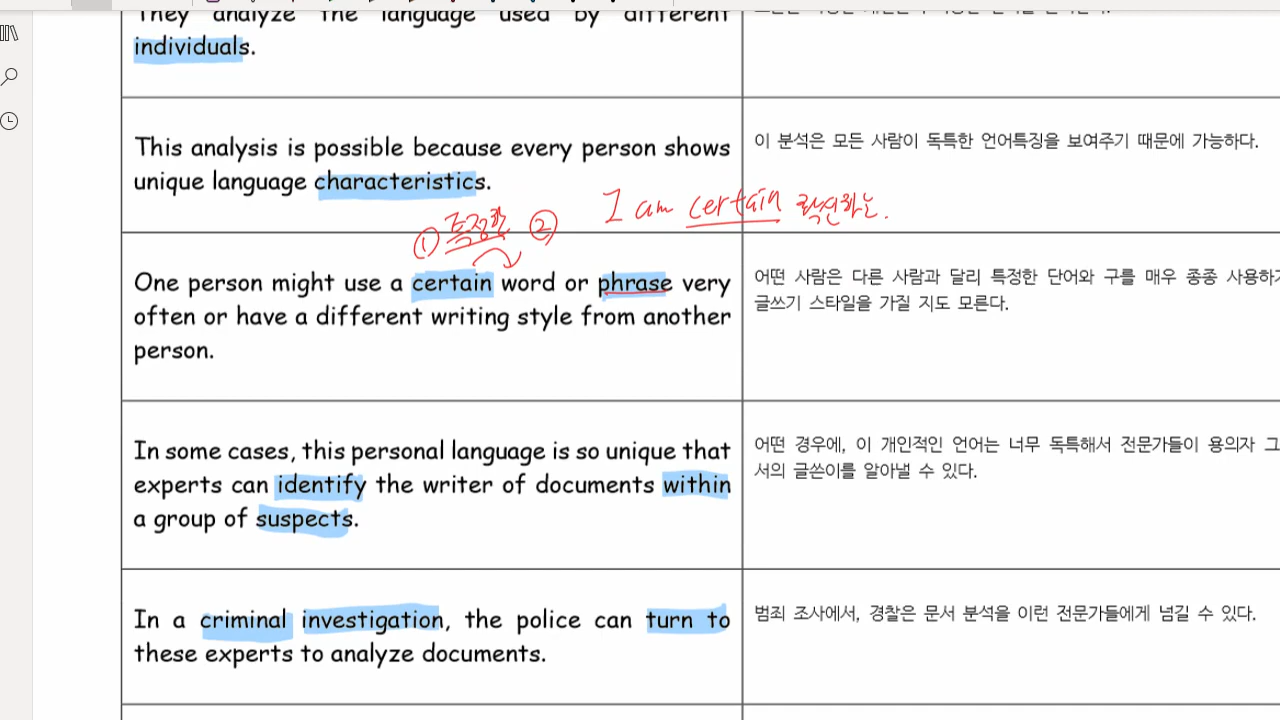 They analyze the language used by different
individuals.
This analysis is possible because every person shows
unique language characteristics.
이 분석은 모든 사람이 독특한 언어특징을 보여주기 때문에 가능하다.
I am certain 확신하는.
① 특정한 ②
One person might use a certain word or phrase very
often or have a different writing style from another
person.
어떤 사람은 다른 사람과 달리 특정한 단어와 구를 매우 종종 사용하거
글쓰기 스타일을 가질 지도 모른다.
In some cases, this personal language is so unique that
experts can identify the writer of documents within
a group of suspects.
어떤 경우에, 이 개인적인 언어는 너무 독특해서 전문가들이 용의자 그
서의 글쓴이를 알아낼 수 있다.
In a criminal investigation, the police can turn to
these experts to analyze documents.
범죄 조사에서, 경찰은 문서 분석을 이런 전문가들에게 넘길 수 있다.